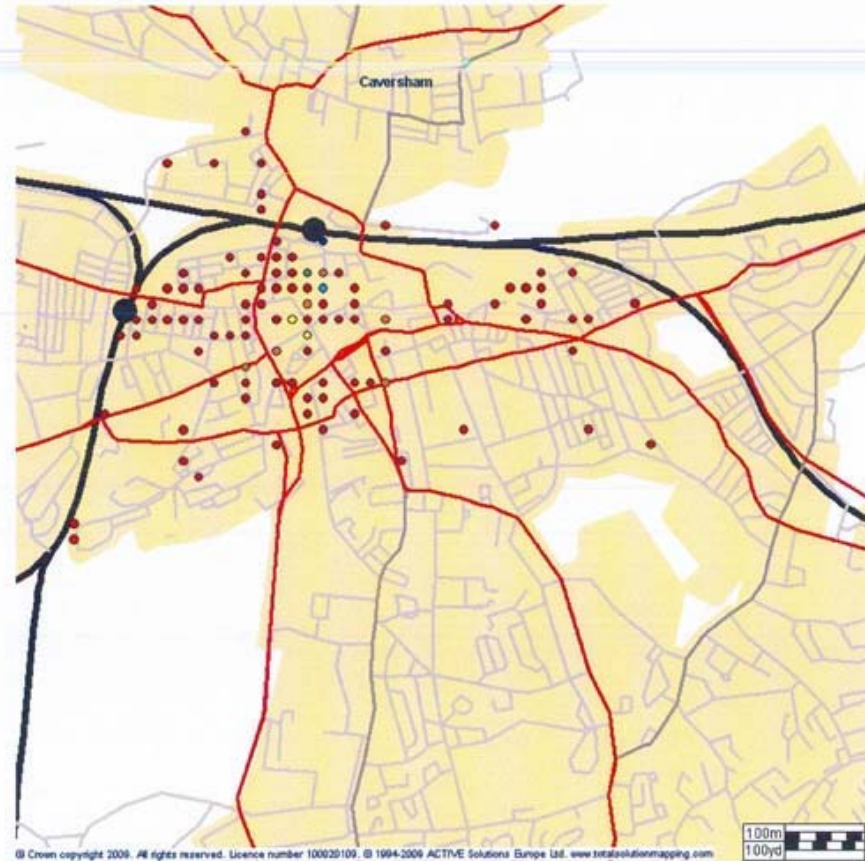 Caversham
100m
100yd
© Crown copyright 2009. All rights reserved. Licence number 100020109. © 1994-2009 ACTIVE Solutions Europe Ltd. www.totalsolutionmapping.com